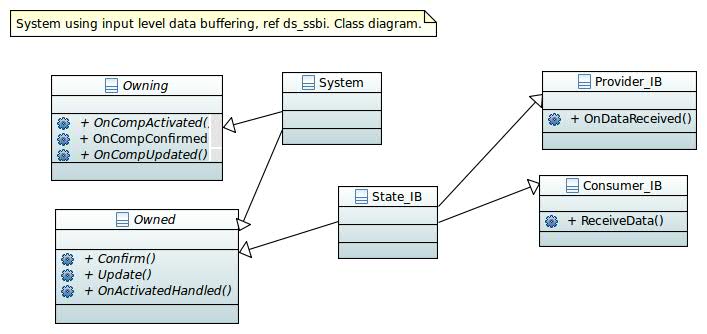 System using input level data buffering, ref ds_ssbi. Class diagram.
Owning
+ OnCompActivated(
+ OnCompConfirmed
+ OnCompUpdated()
System
Provider_IB
+ OnDataReceived()
Owned
+ Confirm()
+ Update()
+ OnActivatedHandled()
State_IB
Consumer_IB
+ ReceiveData()